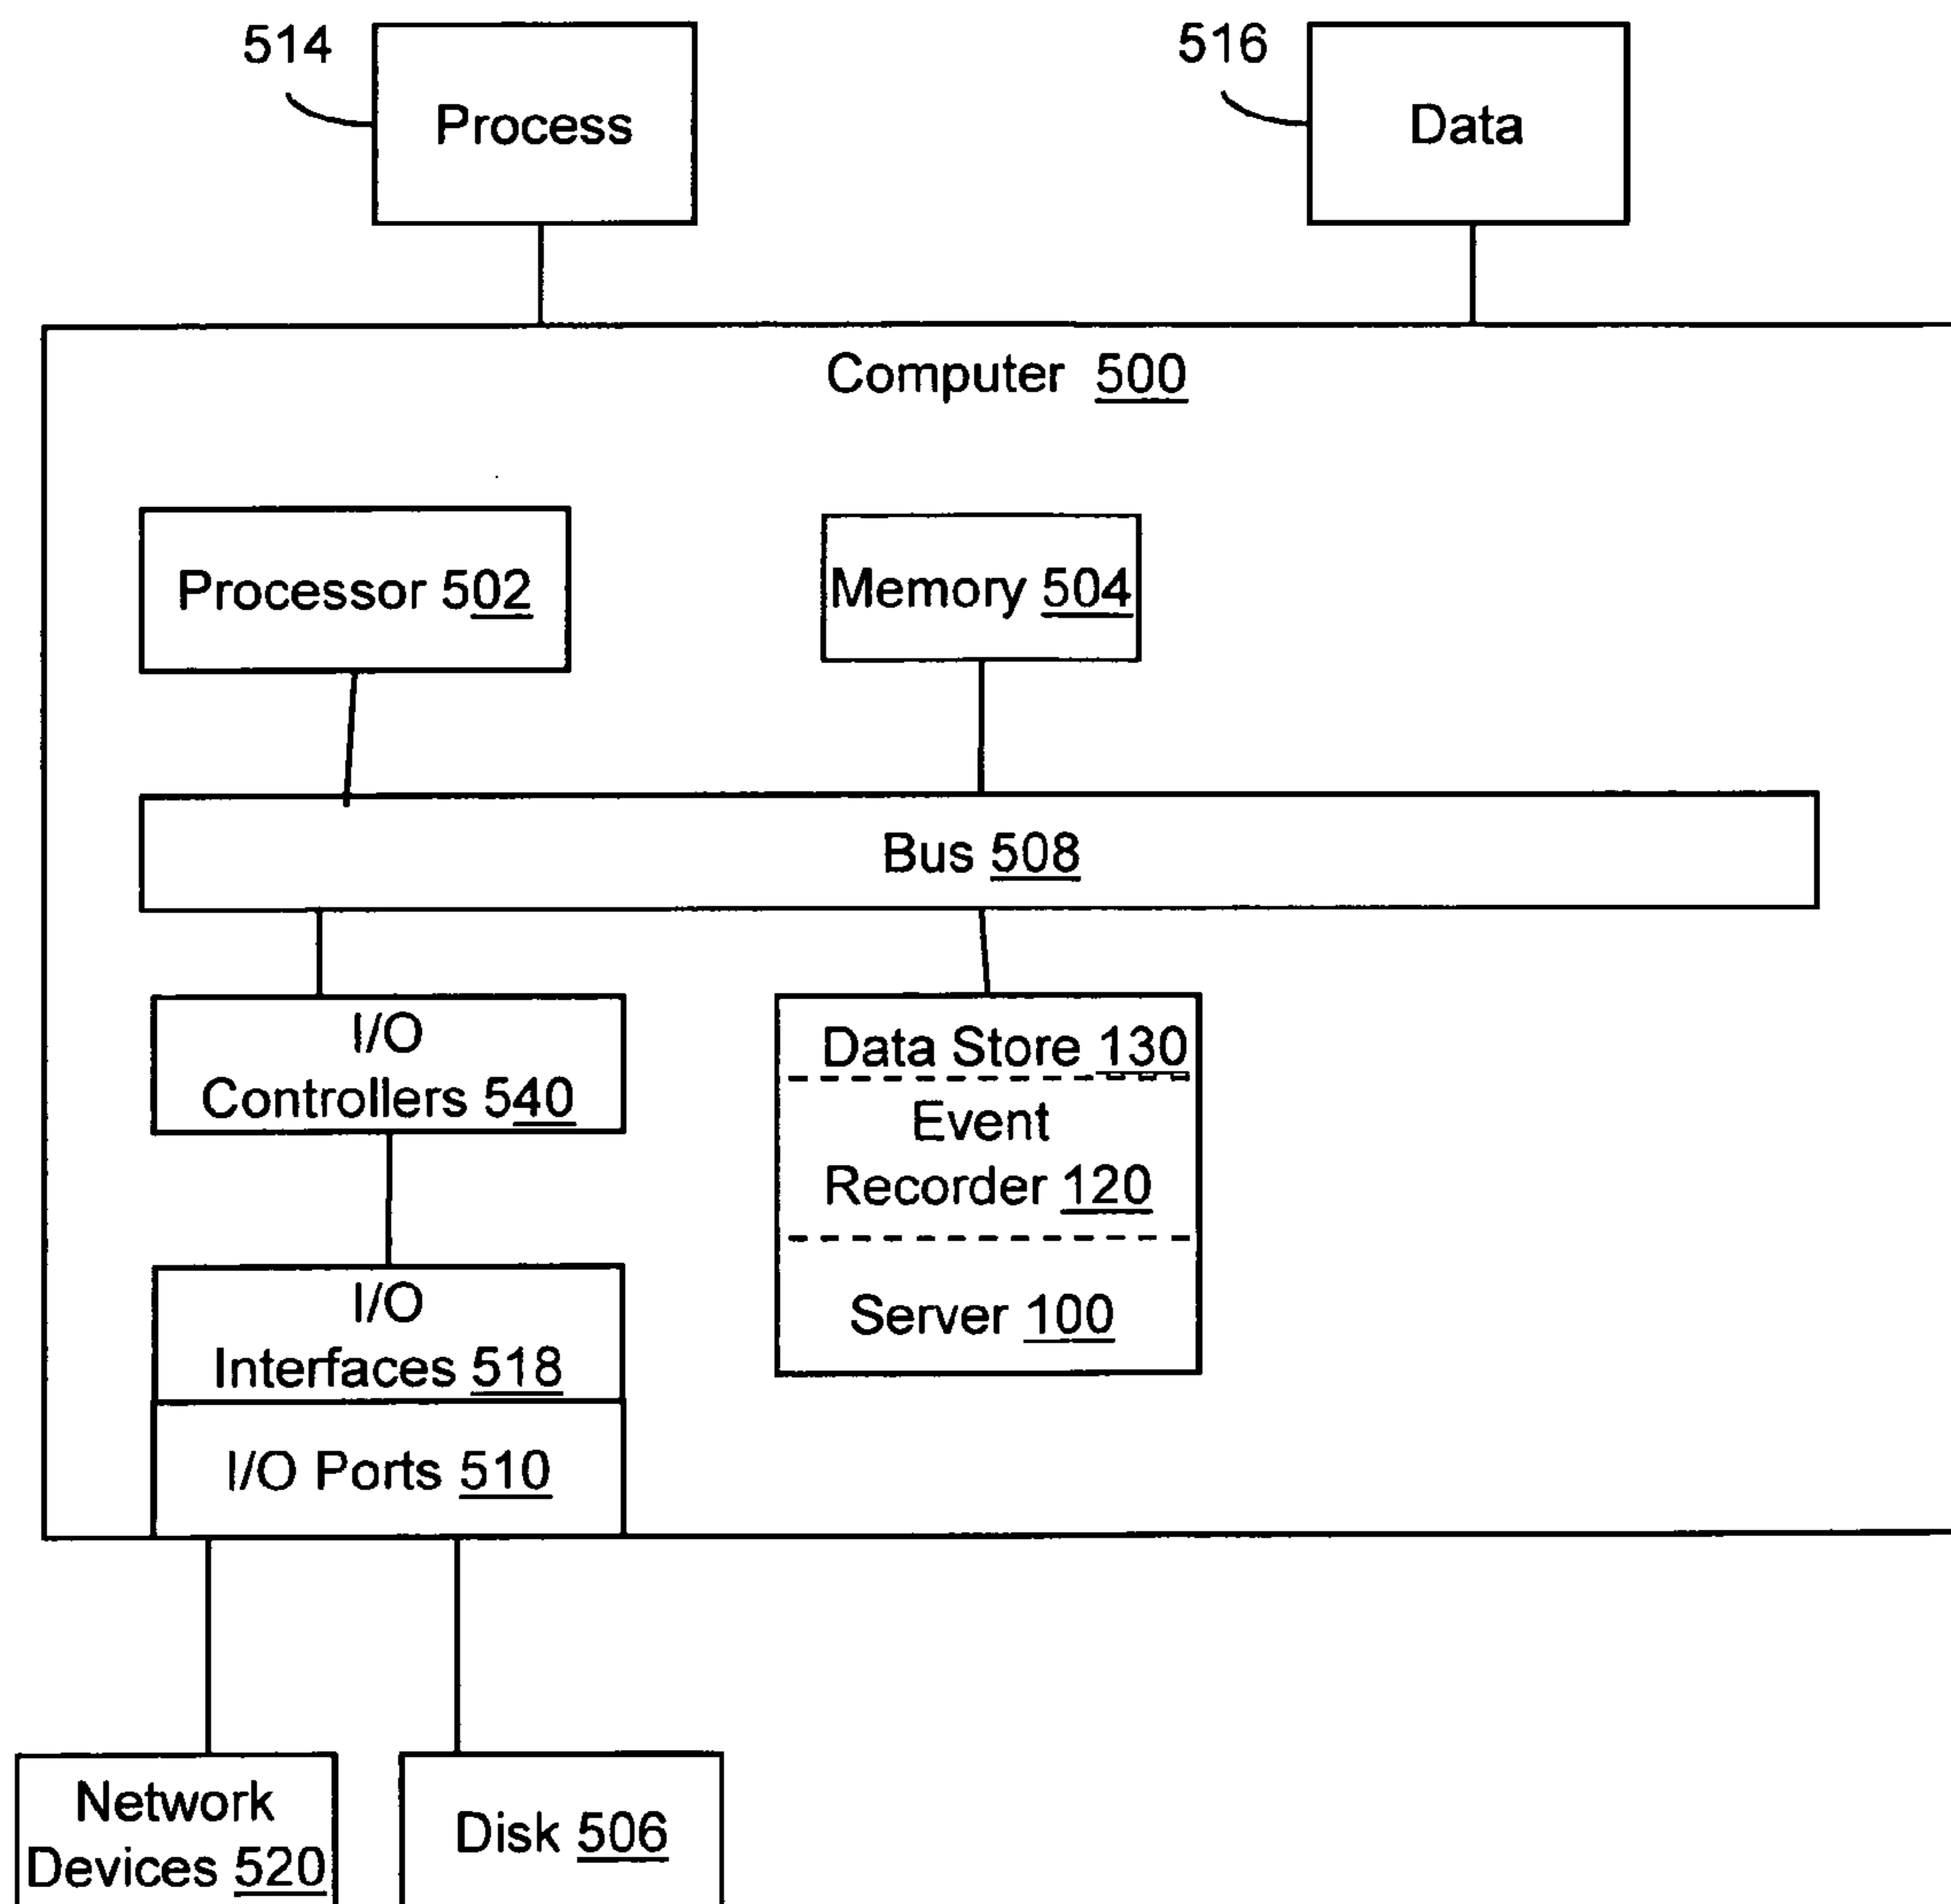 514
Process
516
Data
Computer 500
Processor 502
Memory 504
Bus 508
I/O
Controllers 540
Data Store 130
Event
Recorder 120
Server 100
I/O
Interfaces 518
I/O Ports 510
Network
Devices 520
Disk 506